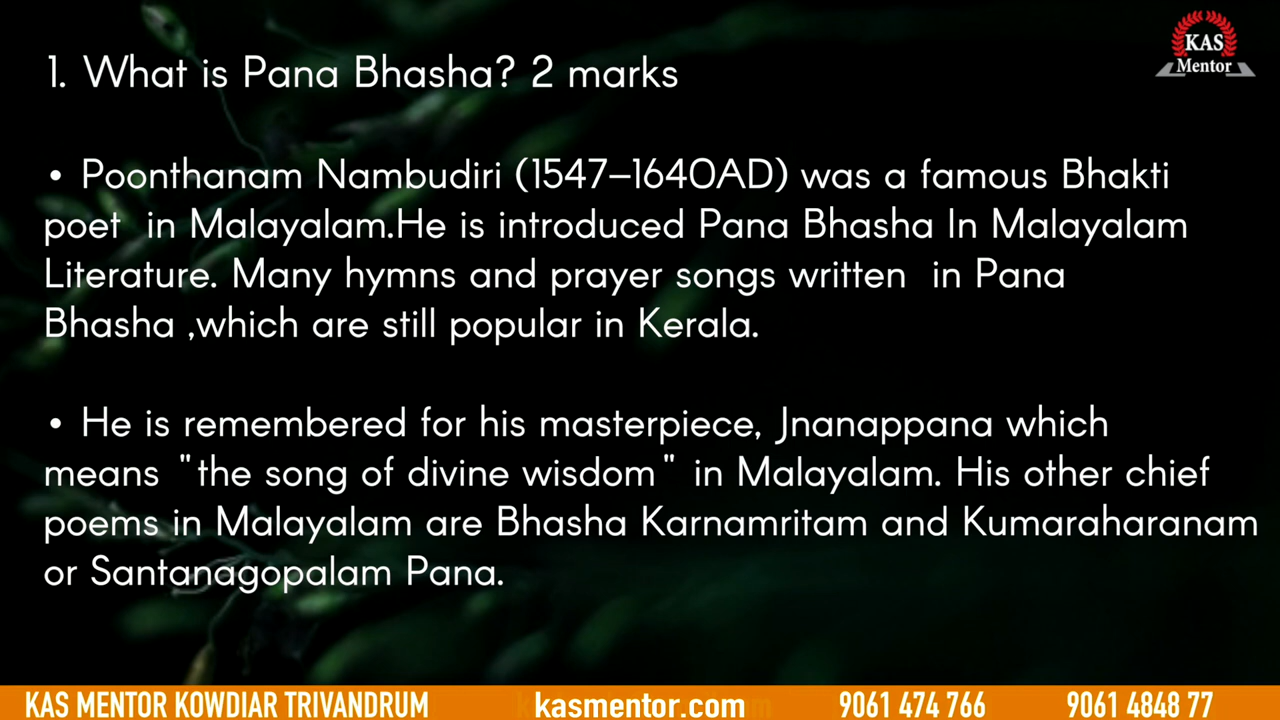 KAS
Mentor
1. What is Pana Bhasha? 2 marks
• Poonthanam Nambudiri (1547–1640AD) was a famous Bhakti
poet in Malayalam.He is introduced Pana Bhasha In Malayalam
Literature. Many hymns and prayer songs written in Pana
Bhasha ,which are still popular in Kerala.
• He is remembered for his masterpiece, Jnanappana which
means "the song of divine wisdom" in Malayalam. His other chief
poems in Malayalam are Bhasha Karnamritam and Kumaraharanam
or Santanagopalam Pana.
KAS MENTOR KOWDIAR TRIVANDRUM kasmentor.com 9061 474 766 9061 4848 77